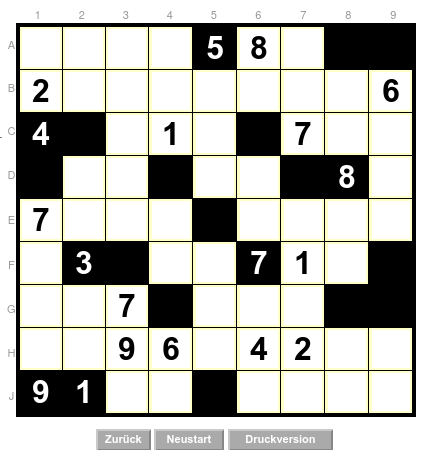 1 2 3 4 5 6 7 8 9
A 5 8
B 2 6
C 4 1 7
D 8
E 7
F 3 7 1
G 7
H 9 6 4 2
J 9 1
Zurück Neustart Druckversion